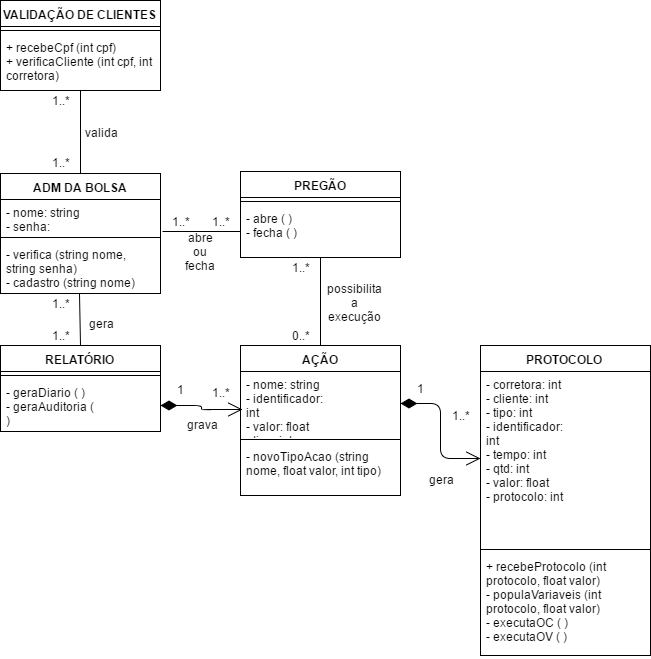 VALIDAÇÃO DE CLIENTES
+ recebeCpf (int cpf)
+ verificaCliente (int cpf, int
corretora)
1..*
valida
1..*
ADM DA BOLSA
- nome: string
- senha:
- verifica (string nome,
string senha)
- cadastro (string nome)
1..*
1..*
abre
ou
fecha
PREGÃO
- abre ( )
- fecha ( )
1..*
possibilita
a
execução
0..*
1..*
gera
1..*
RELATÓRIO
- geraDiario ( )
- geraAuditoria (
)
1
1..*
grava
AÇÃO
- nome: string
- identificador:
int
- valor: float
- novoTipoAcao (string
nome, float valor, int tipo)
1
1..*
gera
PROTOCOLO
- corretora: int
- cliente: int
- tipo: int
- identificador:
int
- tempo: int
- qtd: int
- valor: float
- protocolo: int
+ recebeProtocolo (int
protocolo, float valor)
- populaVariaveis (int
protocolo, float valor)
- executaOC ( )
- executaOV ( )